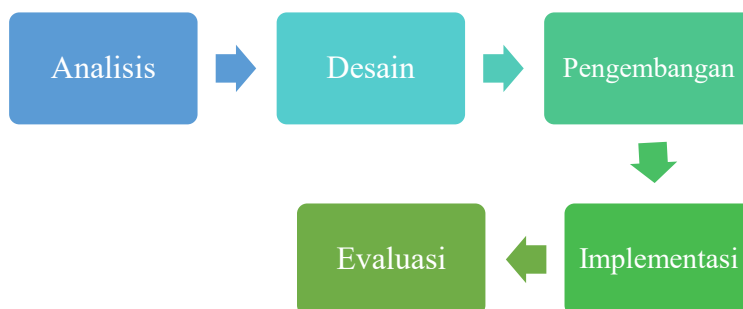 Analisis
Desain
Pengembangan
Implementasi
Evaluasi